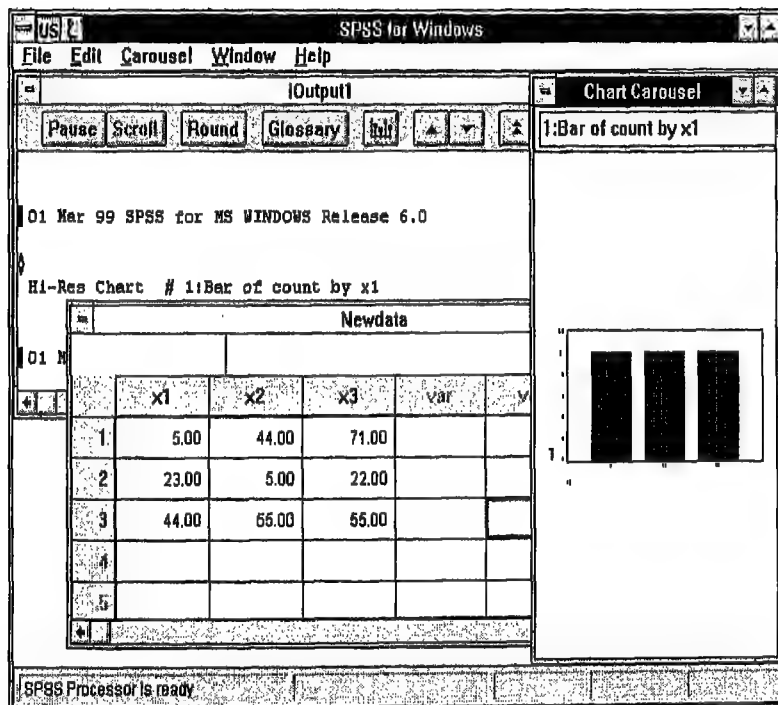 US SPSS for Windows
File Edit Carousel Window Help
!Output1
Pause Scroll Round Glossary
01 Mar 99 SPSS for MS WINDOWS Release 6.0
Hi-Res Chart # 1:Bar of count by x1
01 M
Chart Carousel
1:Bar of count by x1
Newdata
x1 x2 x3 var v
1 5.00 44.00 71.00
2 23.00 5.00 22.00
3 44.00 55.00 55.00
4
5
SPSS Processor is ready